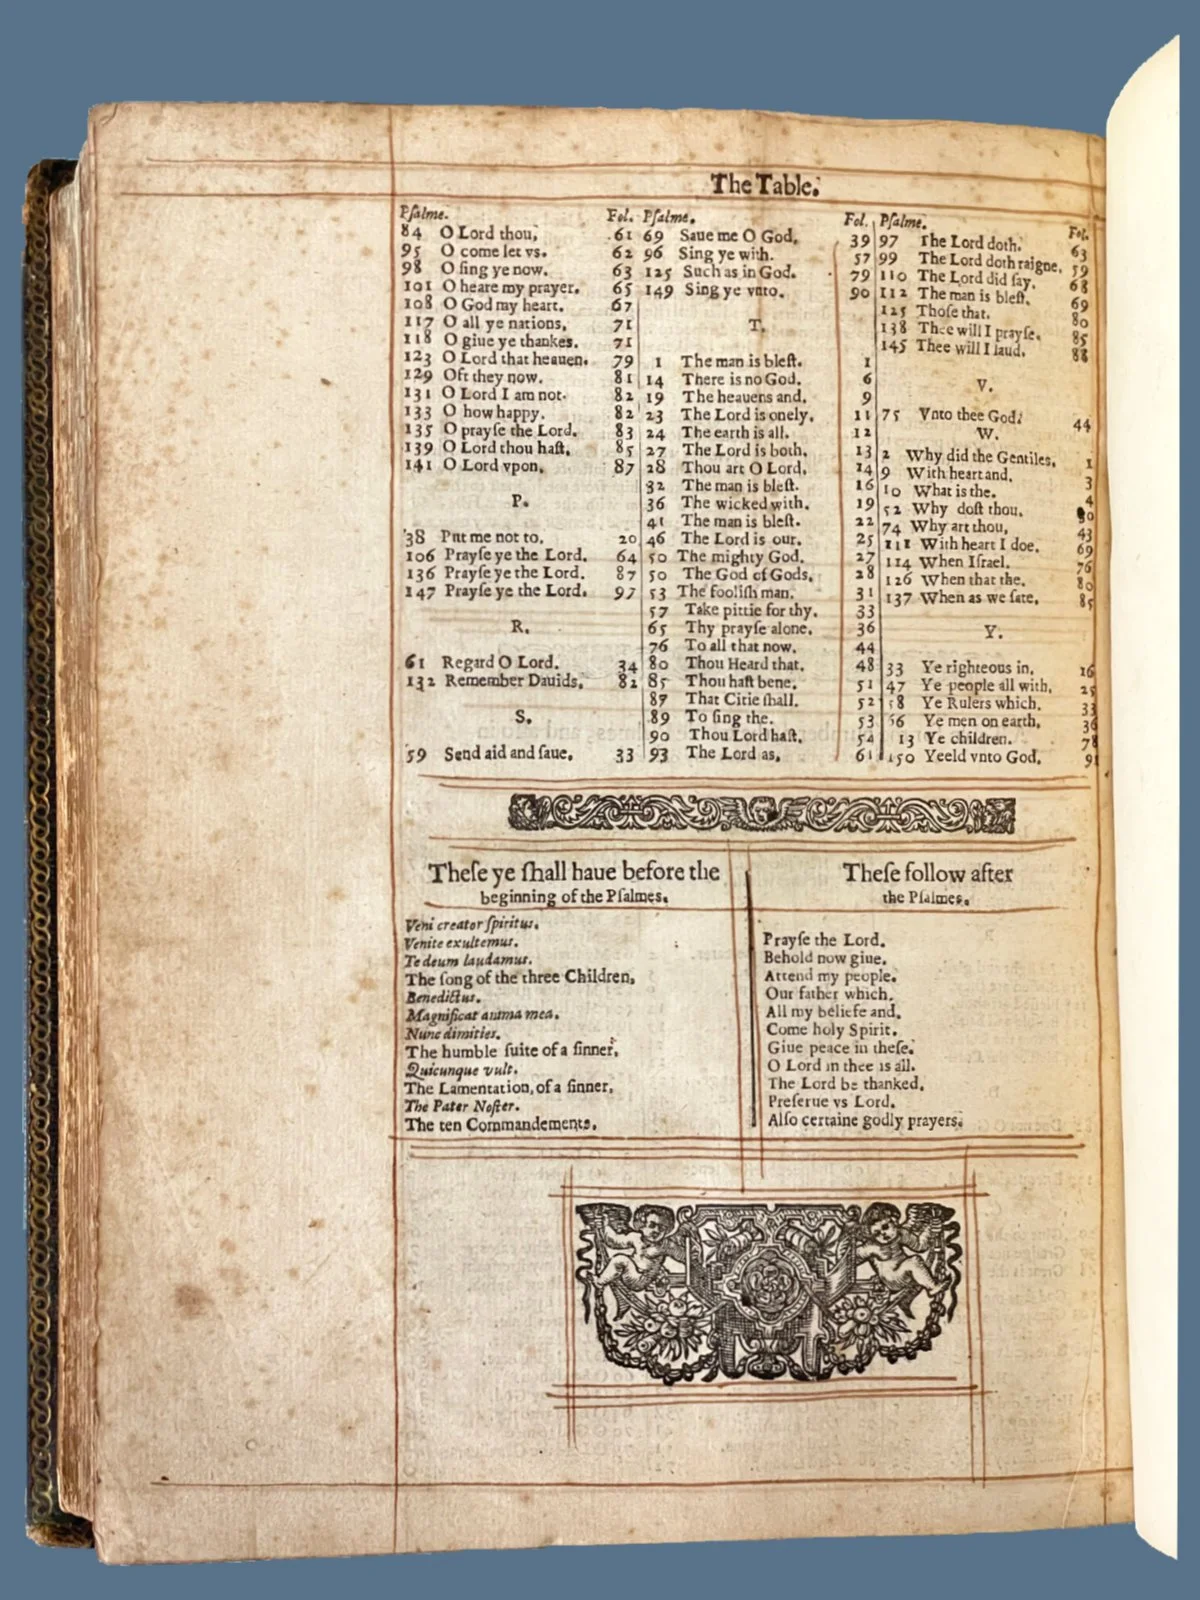 The Table.
Pſalme. Fol.
84 O Lord thou, 61
95 O come let vs. 62
98 O ſing ye now. 63
101 O heare my prayer. 65
108 O God my heart. 67
117 O all ye nations, 71
118 O giue ye thankes. 71
123 O Lord that heauen. 79
129 Oft they now. 81
131 O Lord I am not. 82
133 O how happy. 82
135 O prayſe the Lord. 83
139 O Lord thou haſt, 85
141 O Lord vpon, 87
P.
38 Put me not to. 20
106 Prayſe ye the Lord. 64
136 Prayſe ye the Lord. 87
147 Prayſe ye the Lord. 97
R.
61 Regard O Lord. 34
132 Remember Dauids, 82
S.
59 Send aid and ſaue, 33
Pſalme. Fol.
69 Saue me O God, 39
96 Sing ye with. 57
125 Such as in God. 79
149 Sing ye vnto. 90
T.
1 The man is bleſt. 1
14 There is no God. 6
19 The heauens and, 9
23 The Lord is onely, 11
24 The earth is all. 12
27 The Lord is both. 13
28 Thou art O Lord, 14
32 The man is bleſt. 16
36 The wicked with. 19
41 The man is bleſt. 22
46 The Lord is our. 25
50 The mighty God. 27
50 The God of Gods, 28
53 The fooliſh man. 31
57 Take pittie for thy. 33
65 Thy prayſe alone. 36
76 To all that now. 44
80 Thou Heard that. 48
85 Thou haſt bene. 51
87 That Citie ſhall. 52
89 To ſing the. 53
90 Thou Lord haſt. 54
93 The Lord as, 61
Pſalme. Fol.
97 The Lord doth. 63
99 The Lord doth raigne. 59
110 The Lord did ſay. 68
112 The man is bleſt. 69
125 Thoſe that. 80
138 Thee will I prayſe. 85
145 Thee will I laud. 88
V.
75 Vnto thee God. 44
W.
2 Why did the Gentiles, 1
9 With heart and, 3
10 What is the. 4
52 Why doſt thou,
74 Why art thou, 43
111 With heart I doe. 69
114 When Iſrael. 76
126 When that the. 80
137 When as we ſate, 85
Y.
33 Ye righteous in, 16
47 Ye people all with, 25
58 Ye Rulers which. 33
Ye men on earth, 36
13 Ye children. 78
150 Yeeld vnto God, 91
Theſe ye ſhall haue before the
beginning of the Pſalmes.
Veni creator ſpiritus.
Venite exultemus.
Te deum laudamus.
The ſong of the three Children,
Benedictus.
Magnificat anima mea.
Nunc dimities.
The humble ſuite of a ſinner,
Quicunque vult.
The Lamentation, of a ſinner,
The Pater Noſter.
The ten Commandements,
Theſe follow after
the Pſalmes.
Prayſe the Lord.
Behold now giue.
Attend my people.
Our father which.
All my beliefe and,
Come holy Spirit.
Giue peace in theſe.
O Lord in thee is all.
The Lord be thanked,
Preſerue vs Lord.
Alſo certaine godly prayers.